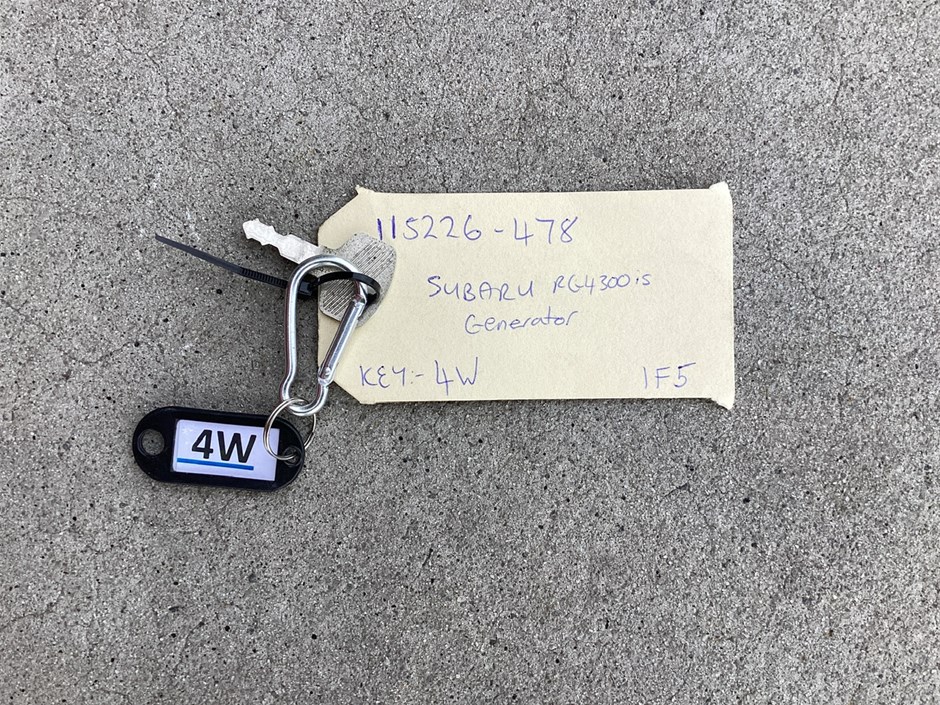 115226-478
SUBARU RG4300is
Generator
KEY:- 4W
1F5
4W